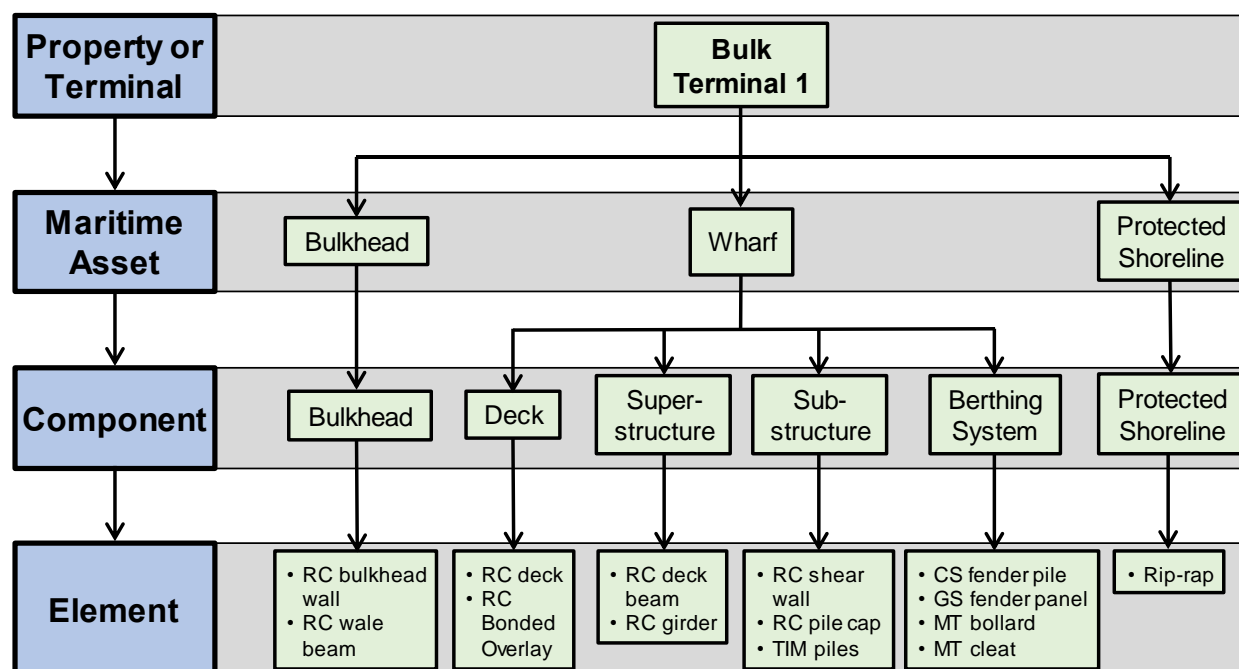 Property or
Terminal
Bulk
Terminal 1
Maritime
Asset
Bulkhead
Wharf
Protected
Shoreline
Component
Bulkhead
Deck
Super-
structure
Sub-
structure
Berthing
System
Protected
Shoreline
Element
• RC bulkhead
wall
• RC wale
beam
• RC deck
• RC
Bonded
Overlay
• RC deck
beam
• RC girder
• RC shear
wall
• RC pile cap
• TIM piles
• CS fender pile
• GS fender panel
• MT bollard
• MT cleat
• Rip-rap